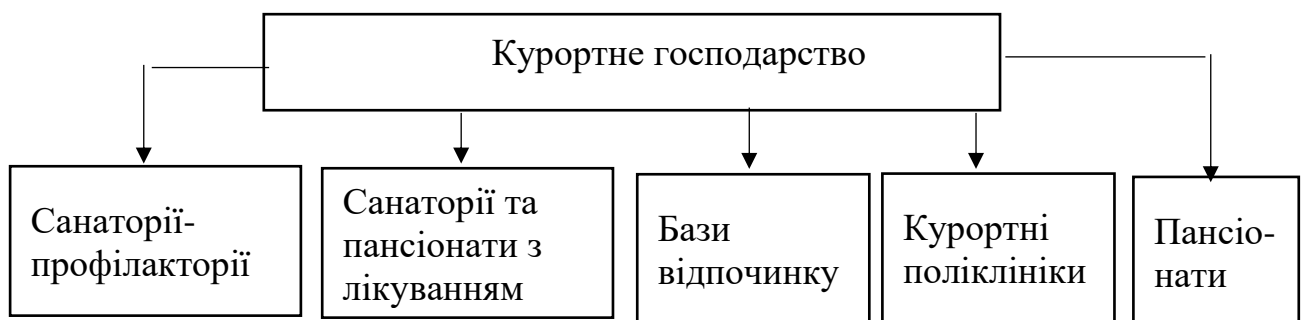 Курортне господарство
Санаторії-
профілакторії
Санаторії та
пансіонати з
лікуванням
Бази
відпочинку
Курортні
поліклініки
Пансіо-
нати